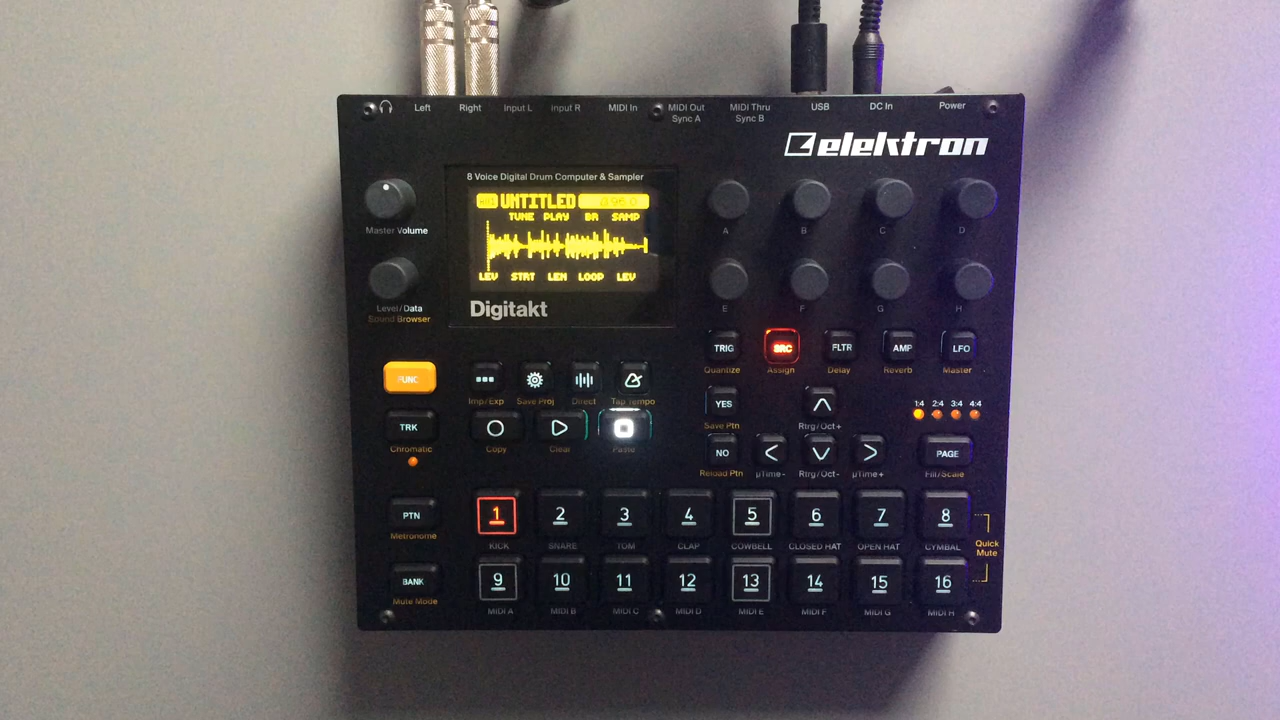 Left Right Input L input R MIDI In MIDI Out MIDI Thru USB DC In Power
Sync A Sync B
elektron
8 Voice Digital Drum Computer & Sampler
UNTITLED
TUNE PLAY BR SAMP
LEV STRT LEN LOOP LEV
Digitakt
Master Volume
Level/Data
Sound Browser
A B C D
E F G H
TRIG SRC FLTR AMP LFO
Quantize Assign Delay Reverb Master
FUNC
Imp/Exp Save Proj Direct Tap Tempo
YES
Save Ptn Rtrg/Oct+
1:4 2:4 3:4 4:4
TRK
Chromatic
Copy Clear Paste
NO PAGE
Reload Ptn µTime- Rtrg/Oct- µTime+ Fill/Scale
PTN
Metronome
1 2 3 4 5 6 7 8
KICK SNARE TOM CLAP COWBELL CLOSED HAT OPEN HAT CYMBAL
Quick
Mute
BANK
Mute Mode
9 10 11 12 13 14 15 16
MIDI A MIDI B MIDI C MIDI D MIDI E MIDI F MIDI G MIDI H